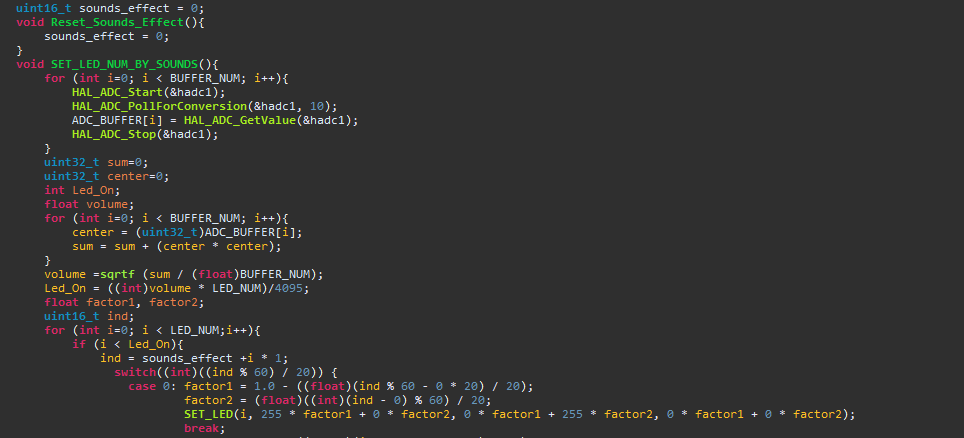 uint16_t sounds_effect = 0;
void Reset_Sounds_Effect(){
    sounds_effect = 0;
}
void SET_LED_NUM_BY_SOUNDS(){
    for (int i=0; i < BUFFER_NUM; i++){
        HAL_ADC_Start(&hadc1);
        HAL_ADC_PollForConversion(&hadc1, 10);
        ADC_BUFFER[i] = HAL_ADC_GetValue(&hadc1);
        HAL_ADC_Stop(&hadc1);
    }
    uint32_t sum=0;
    uint32_t center=0;
    int Led_On;
    float volume;
    for (int i=0; i < BUFFER_NUM; i++){
        center = (uint32_t)ADC_BUFFER[i];
        sum = sum + (center * center);
    }
    volume =sqrtf (sum / (float)BUFFER_NUM);
    Led_On = ((int)volume * LED_NUM)/4095;
    float factor1, factor2;
    uint16_t ind;
    for (int i=0; i < LED_NUM;i++){
        if (i < Led_On){
            ind = sounds_effect +i * 1;
              switch((int)((ind % 60) / 20)) {
                case 0: factor1 = 1.0 - ((float)(ind % 60 - 0 * 20) / 20);
                        factor2 = (float)((int)(ind - 0) % 60) / 20;
                        SET_LED(i, 255 * factor1 + 0 * factor2, 0 * factor1 + 255 * factor2, 0 * factor1 + 0 * factor2);
                        break;